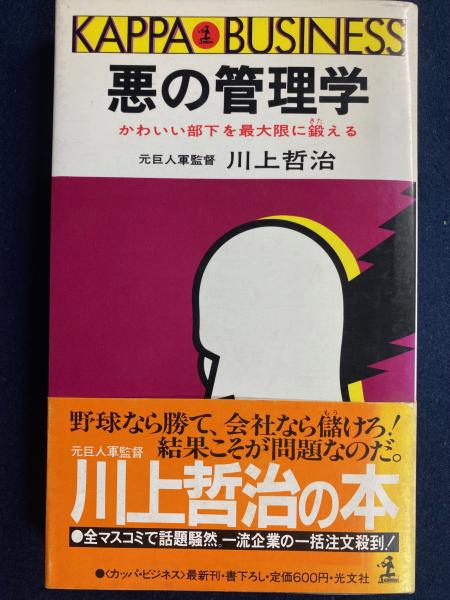 KAPPA BUSINESS
悪の管理学
かわいい部下を最大限に鍛える
きた
元巨人軍監督 川上哲治
野球なら勝て、会社なら儲けろ!
もう
結果こそが問題なのだ。
元巨人軍監督
川上哲治の本
●全マスコミで話題騒然。一流企業の一括注文殺到!
●〈カッパ・ビジネス〉最新刊・書下ろし・定価600円・光文社